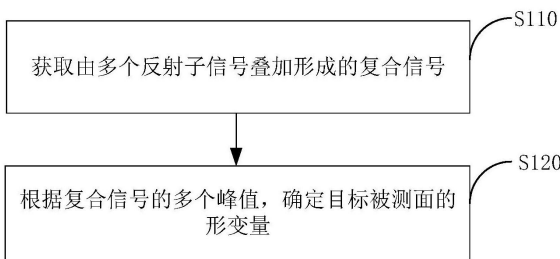 S110
获取由多个反射子信号叠加形成的复合信号
S120
根据复合信号的多个峰值，确定目标被测面的
形变量